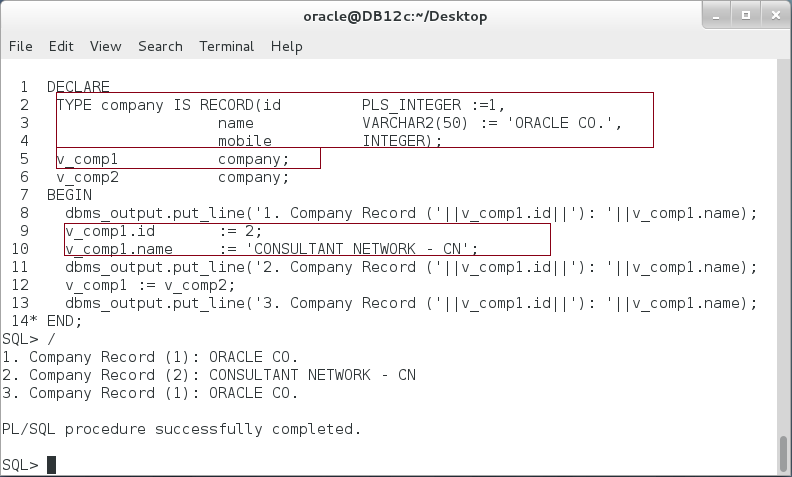 oracle@DB12c:~/Desktop
File Edit View Search Terminal Help
1 DECLARE
2 TYPE company IS RECORD(id PLS_INTEGER :=1,
3 name VARCHAR2(50) := 'ORACLE CO.',
4 mobile INTEGER);
5 v_comp1 company;
6 v_comp2 company;
7 BEGIN
8 dbms_output.put_line('1. Company Record ('||v_comp1.id||'): '||v_comp1.name);
9 v_comp1.id := 2;
10 v_comp1.name := 'CONSULTANT NETWORK - CN';
11 dbms_output.put_line('2. Company Record ('||v_comp1.id||'): '||v_comp1.name);
12 v_comp1 := v_comp2;
13 dbms_output.put_line('3. Company Record ('||v_comp1.id||'): '||v_comp1.name);
14* END;
SQL> /
1. Company Record (1): ORACLE CO.
2. Company Record (2): CONSULTANT NETWORK - CN
3. Company Record (1): ORACLE CO.
PL/SQL procedure successfully completed.
SQL>